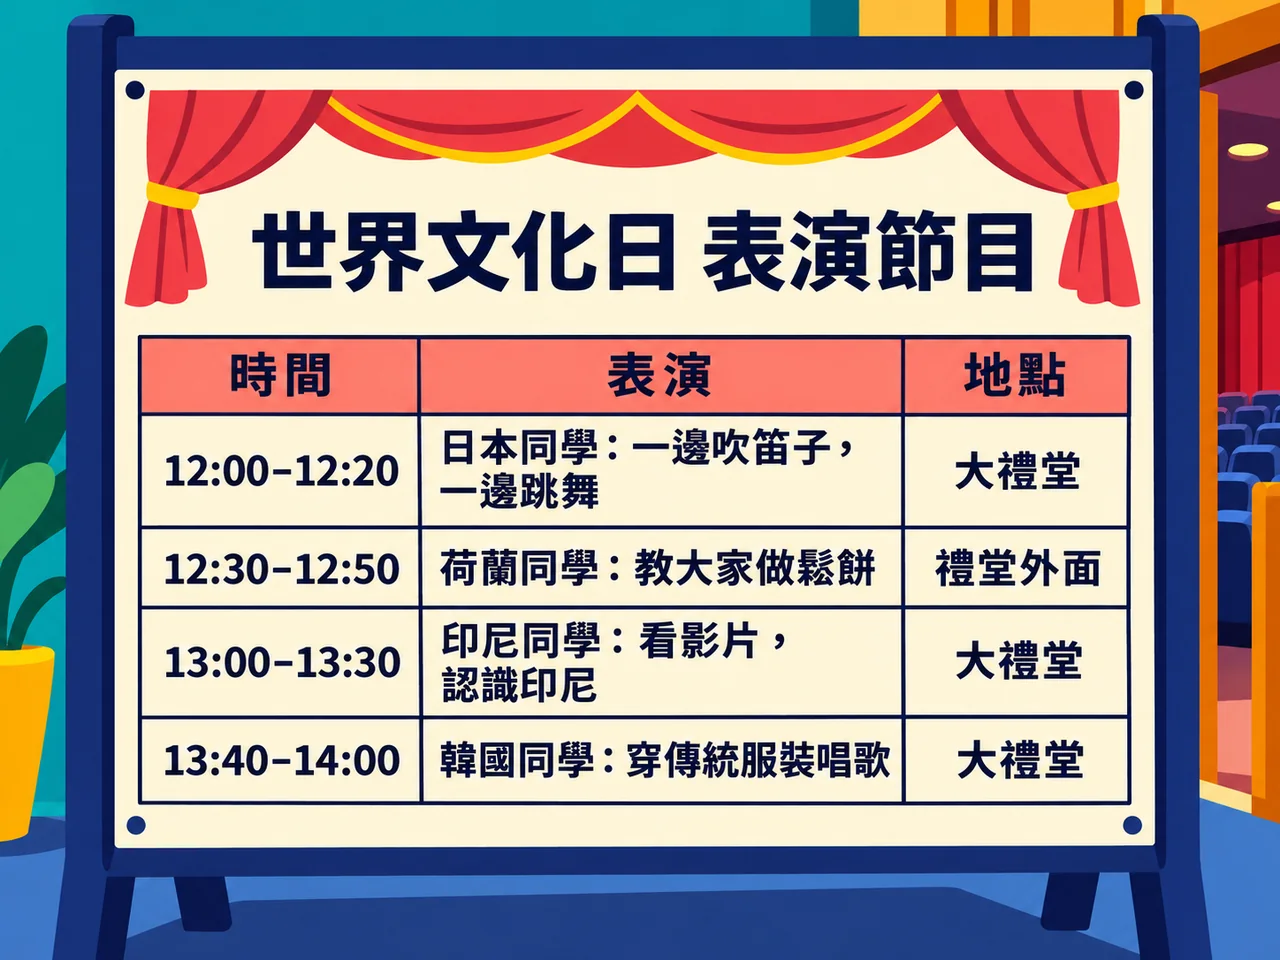 世界文化日 表演節目
時間 表演 地點
12:00-12:20 日本同學：一邊吹笛子，
一邊跳舞 大禮堂
12:30-12:50 荷蘭同學：教大家做鬆餅 禮堂外面
13:00-13:30 印尼同學：看影片，
認識印尼 大禮堂
13:40-14:00 韓國同學：穿傳統服裝唱歌 大禮堂